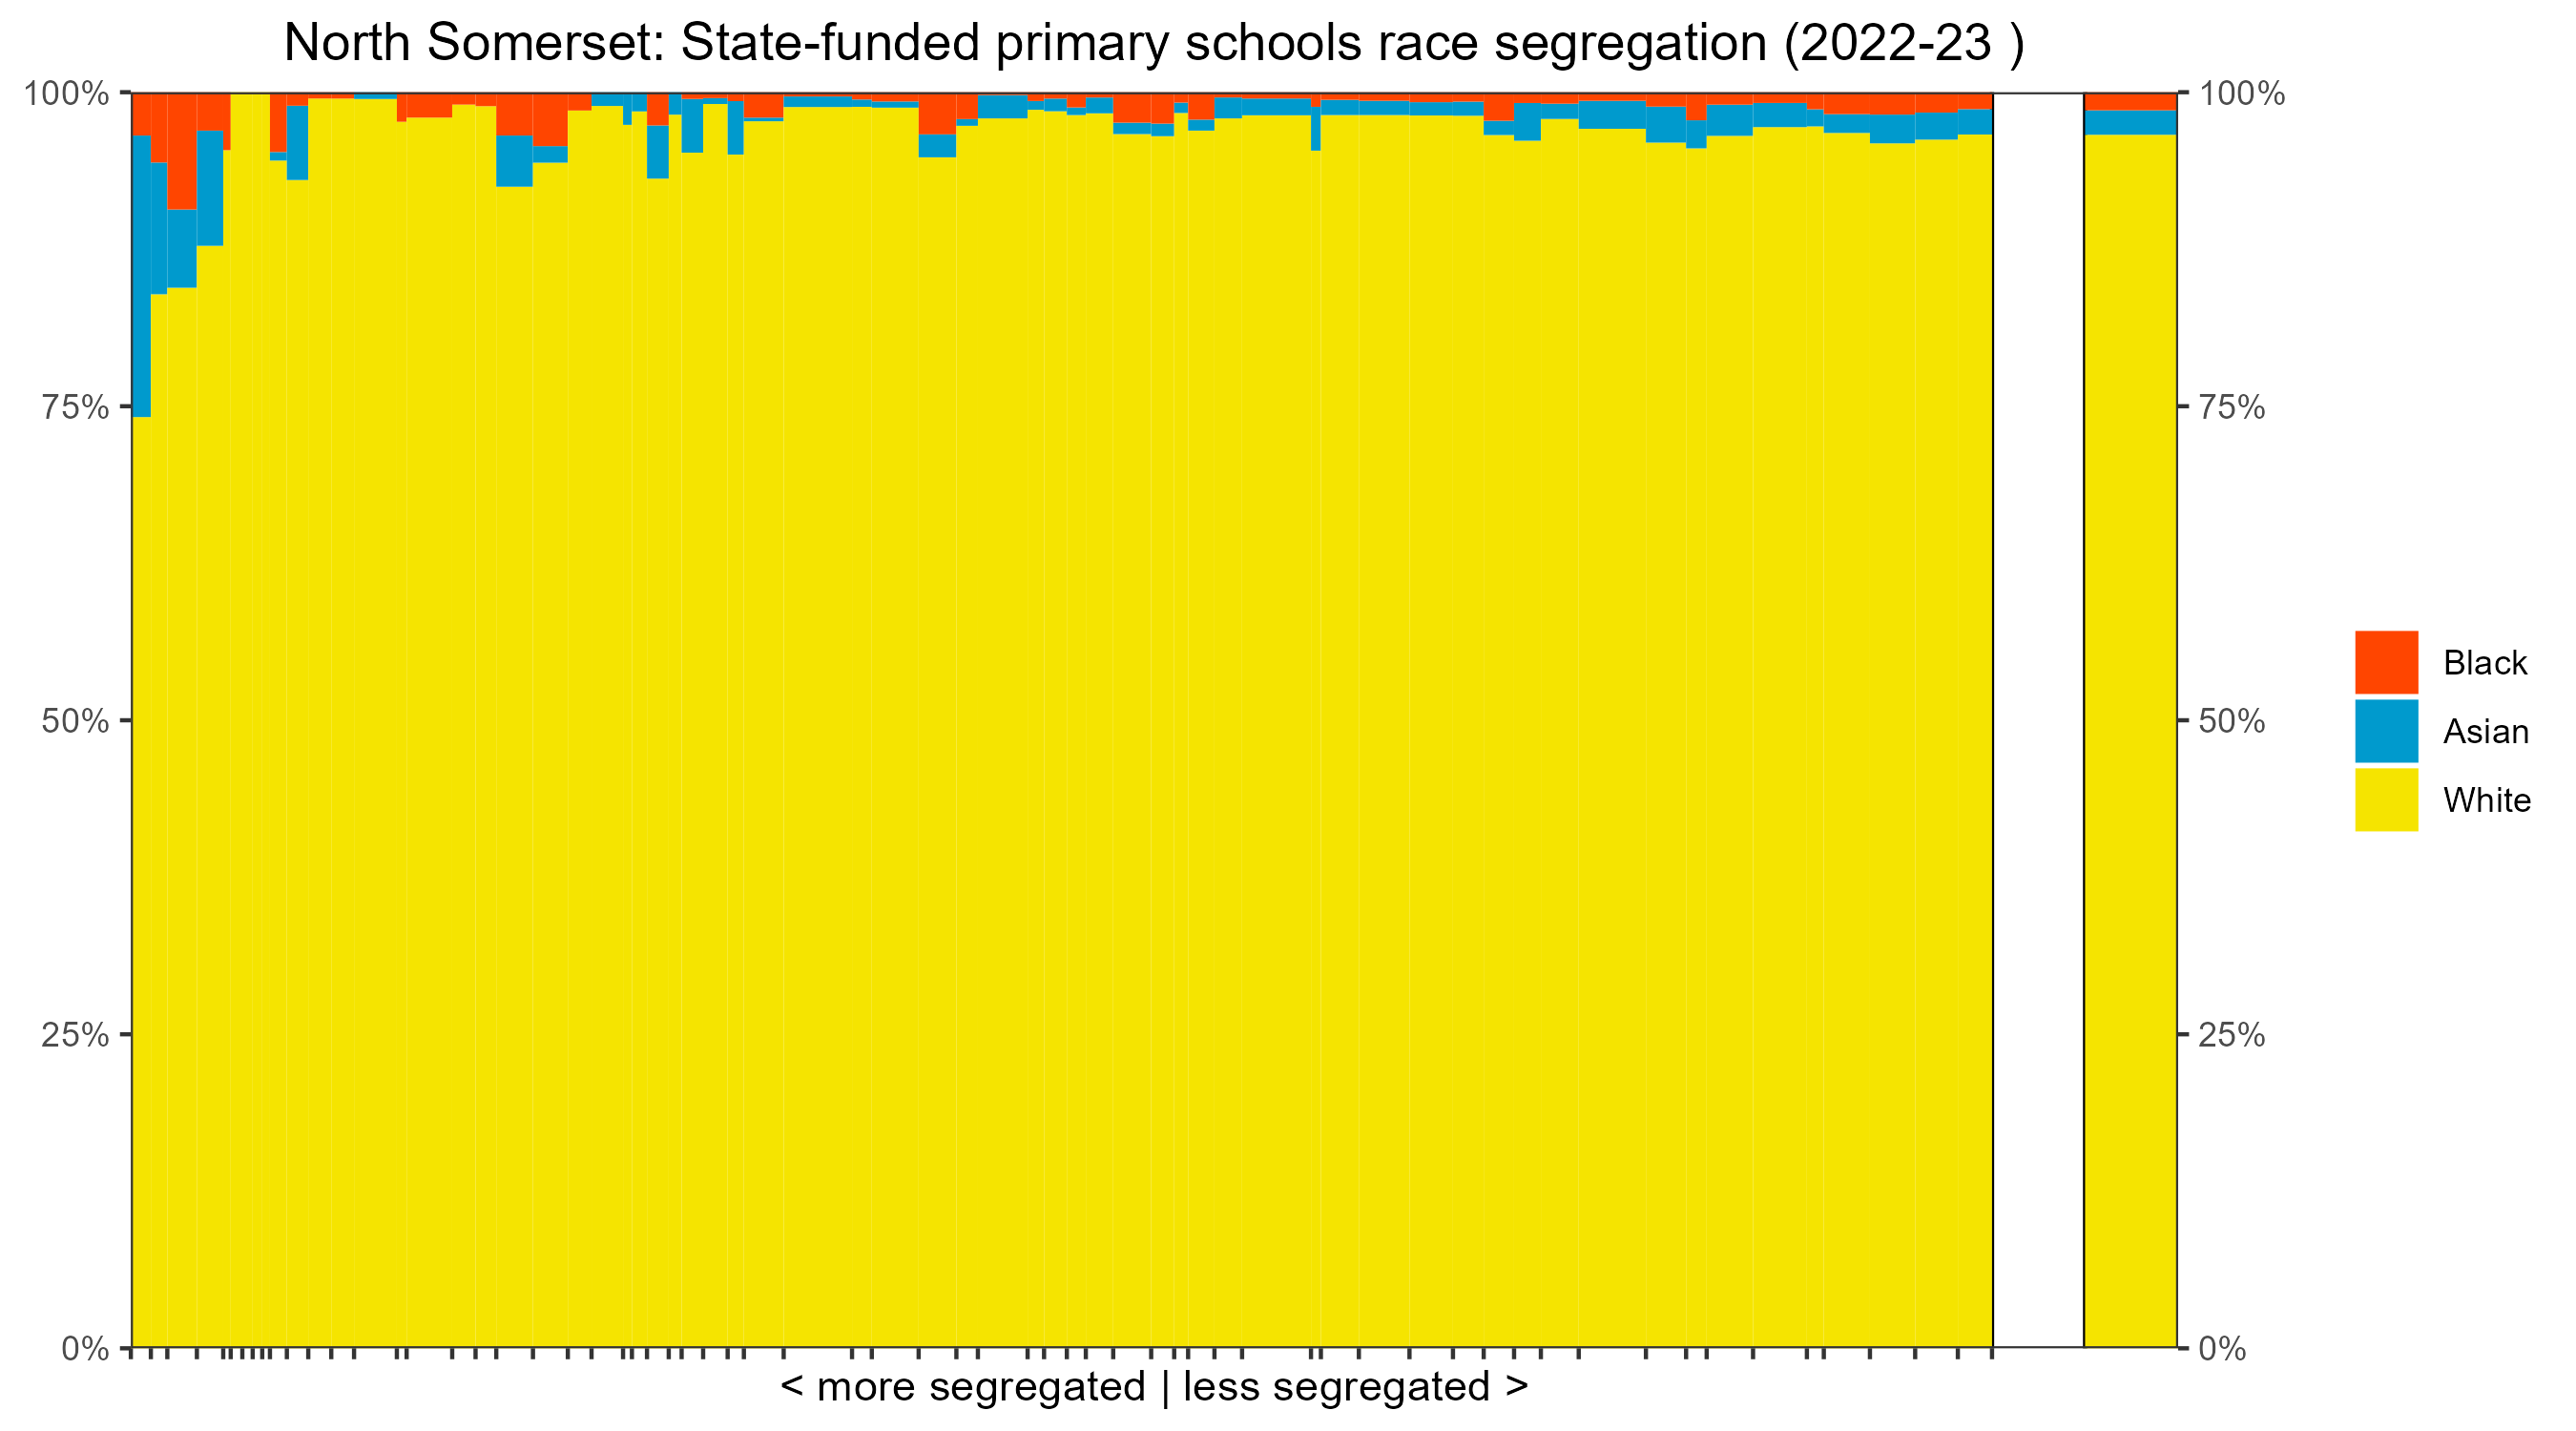 North Somerset: State-funded primary schools race segregation (2022-23 )
100%
75%
50%
25%
0%
100%
75%
50%
25%
0%
Black
Asian
White
< more segregated | less segregated >